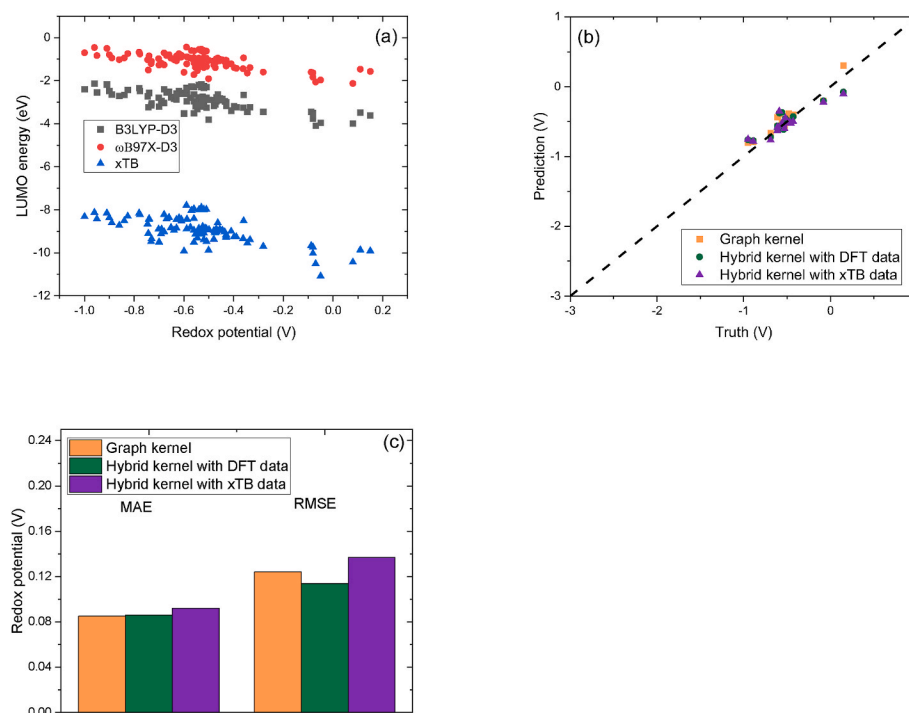 (a)
0
-2
-4
-6
-8
-10
-12
LUMO energy (eV)
B3LYP-D3
ωB97X-D3
xTB
-1.0
-0.8
-0.6
-0.4
-0.2
0.0
0.2
Redox potential (V)
(b)
1
0
-1
-2
-3
Prediction (V)
Graph kernel
Hybrid kernel with DFT data
Hybrid kernel with xTB data
-3
-2
-1
0
Truth (V)
(c)
0.24
0.20
0.16
0.12
0.08
0.04
0.00
Redox potential (V)
Graph kernel
Hybrid kernel with DFT data
Hybrid kernel with xTB data
MAE
RMSE